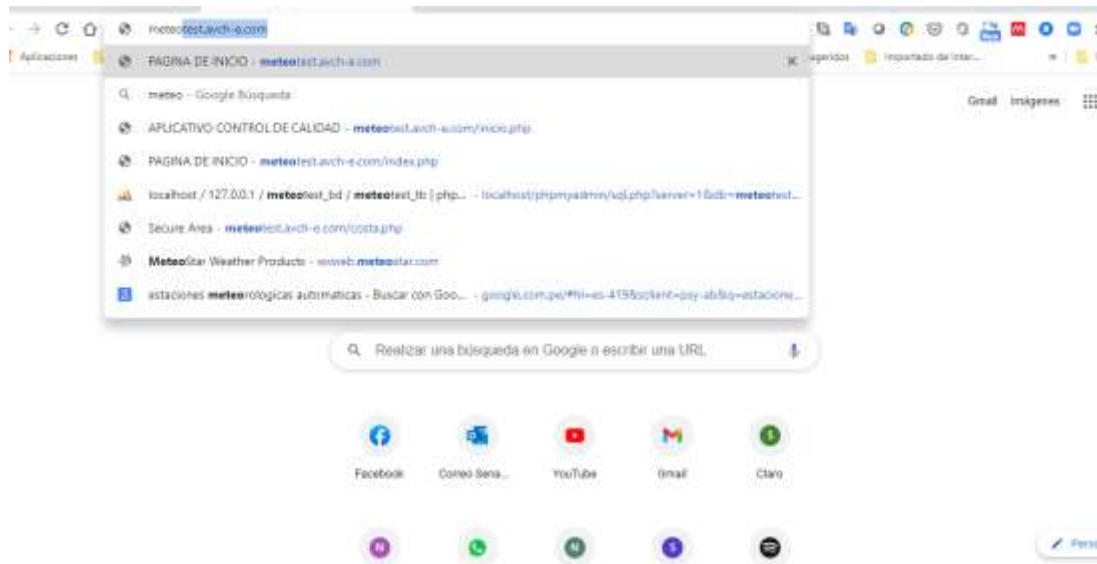 meteotest.avch-e.com
Aplicaciones
Importado de Inter...
PAGINA DE INICIO - meteotest.avch-e.com
meteo - Google Búsqueda
APLICATIVO CONTROL DE CALIDAD - meteotest.avch-e.com/inicio.php
PAGINA DE INICIO - meteotest.avch-e.com/index.php
localhost / 127.0.0.1 / meteotest_bd / meteotest_tb | php... - localhost/phpmyadmin/sql.php?server=1&db=meteotest...
Secure Area - meteotest.avch-e.com/costa.php
MeteoStar Weather Products - wxweb.meteostar.com
estaciones meteorologicas automaticas - Buscar con Goo... - google.com.pe/#hl=es-419&sclient=psy-ab&q=estacione...
Gmail Imágenes
Realizar una búsqueda en Google o escribir una URL
Facebook Correo Sena... YouTube Gmail Claro
N N S
Pers